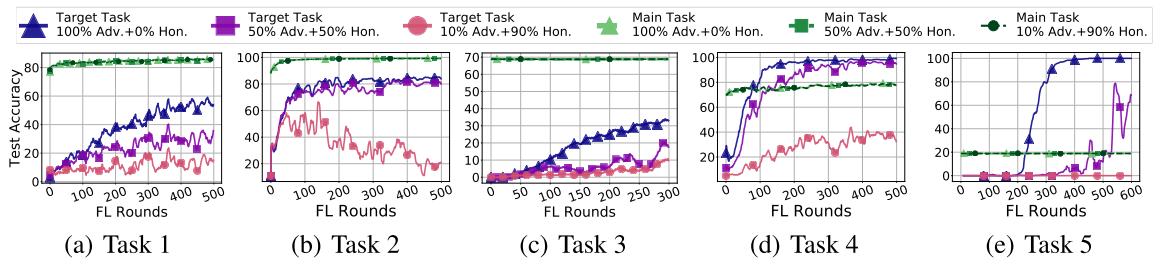 Target Task
100% Adv.+0% Hon.
Target Task
50% Adv.+50% Hon.
Target Task
10% Adv.+90% Hon.
Main Task
100% Adv.+0% Hon.
Main Task
50% Adv.+50% Hon.
Main Task
10% Adv.+90% Hon.
Test Accuracy
80
60
40
20
0
0 100 200 300 400 500
FL Rounds
(a) Task 1
100
80
60
40
20
0 100 200 300 400 500
FL Rounds
(b) Task 2
70
60
50
40
30
20
10
0
0 50 100 150 200 250 300
FL Rounds
(c) Task 3
100
80
60
40
20
0 100 200 300 400 500
FL Rounds
(d) Task 4
100
80
60
40
20
0
0 100 200 300 400 500 600
FL Rounds
(e) Task 5